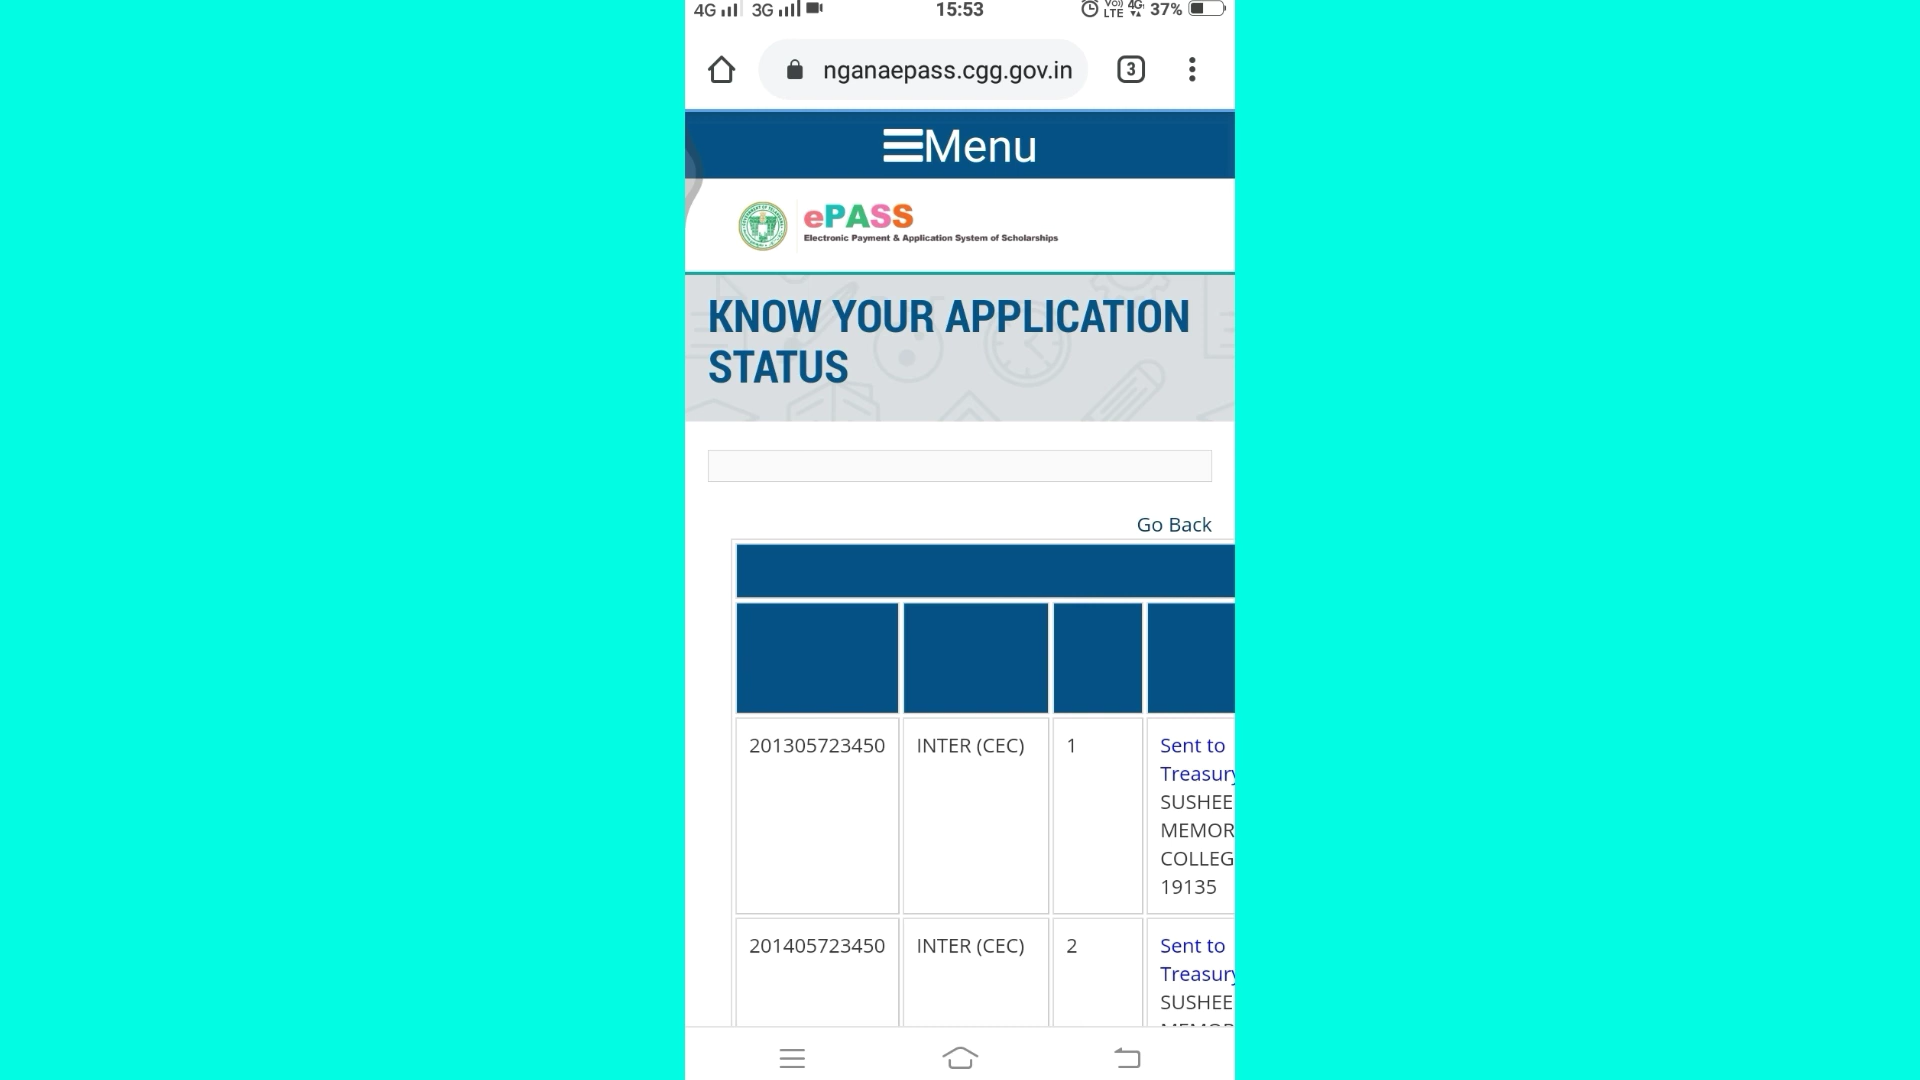 4G 3G 15:53 VoLTE 4G 37%
nganaepass.cgg.gov.in 3
Menu
ePASS
Electronic Payment & Application System of Scholarships
KNOW YOUR APPLICATION
STATUS
Go Back
201305723450 INTER (CEC) 1 Sent to
Treasury
SUSHEE
MEMOR
COLLEG
19135
201405723450 INTER (CEC) 2 Sent to
Treasury
SUSHEE